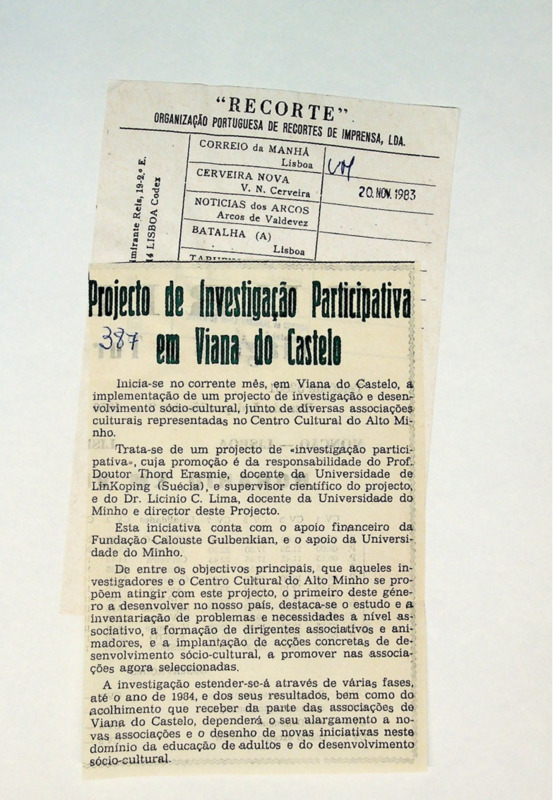 "RECORTE"
ORGANIZAÇÃO PORTUGUESA DE RECORTES DE IMPRENSA, LDA.
CORREIO da MANHÃ
Lisboa
CERVEIRA NOVA
V. N. Cerveira
NOTICIAS dos ARCOS
Arcos de Valdevez
BATALHA (A)
Lisboa
VM
20. NOV. 1983
mirante Reis, 19-2.º E.
LISBOA Codex
Projecto de Investigação Participativa
em Viana do Castelo
387
Inicia-se no corrente mês, em Viana do Castelo, a
implementação de um projecto de investigação e desen-
volvimento sócio-cultural, junto de diversas associações
culturais representadas no Centro Cultural do Alto Mi-
nho.
Trata-se de um projecto de «investigação partici-
pativa», cuja promoção é da responsabilidade do Prof.
Doutor Thord Erasmie, docente da Universidade de
LinKoping (Suécia), e supervisor científico do projecto,
e do Dr. Licínio C. Lima, docente da Universidade do
Minho e director deste Projecto.
Esta iniciativa conta com o apoio financeiro da
Fundação Calouste Gulbenkian, e o apoio da Universi-
dade do Minho.
De entre os objectivos principais, que aqueles in-
vestigadores e o Centro Cultural do Alto Minho se pro-
põem atingir com este projecto, o primeiro deste géne-
ro a desenvolver no nosso país, destaca-se o estudo e a
inventariação de problemas e necessidades a nível as-
sociativo, a formação de dirigentes associativos e ani-
madores, e a implantação de acções concretas de de-
senvolvimento sócio-cultural, a promover nas associa-
ções agora seleccionadas.
A investigação estender-se-á através de várias fases,
até o ano de 1984, e dos seus resultados, bem como do
acolhimento que receber da parte das associações de
Viana do Castelo, dependerá o seu alargamento a no-
vas associações e o desenho de novas iniciativas neste
domínio da educação de adultos e do desenvolvimento
sócio-cultural.